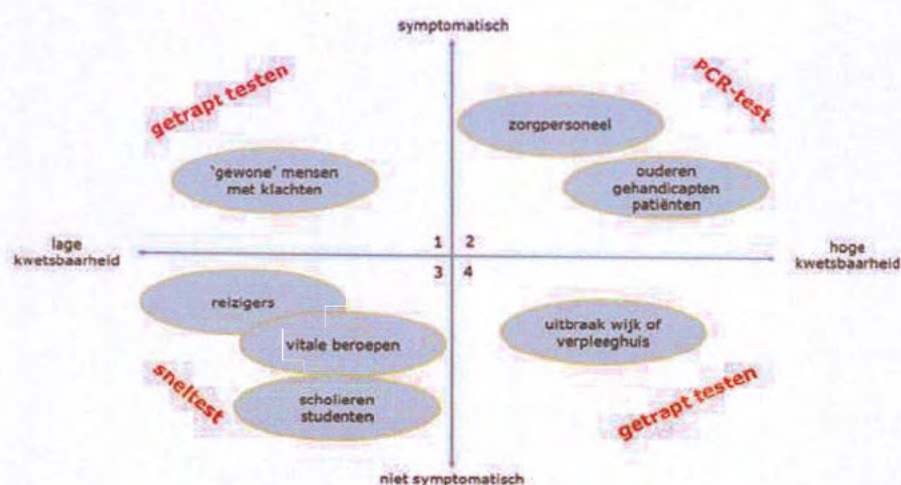 symptomatisch
getrapt testen
PCR-test
zorgpersoneel
'gewone' mensen
met klachten
ouderen
gehandicapten
patiënten
lage
kwetsbaarheid
1
2
hoge
kwetsbaarheid
3
4
reizigers
vitale beroepen
uitbraak wijk of
verpleeghuis
sneltest
scholieren
studenten
getrapt testen
niet symptomatisch